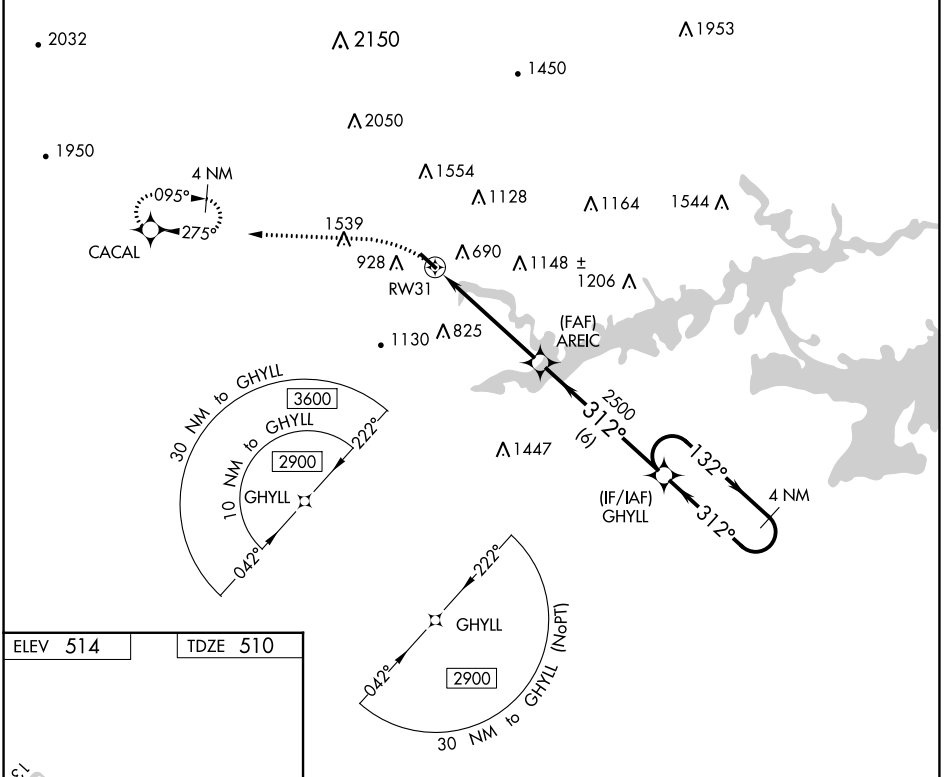 2032
2150
1953
1450
2050
1950
1554
4 NM
1128
1164
1544
095°
275°
CACAL
1539
928
690
1148 ±
1206
RW31
(FAF)
AREIC
1130
825
30 NM to GHYLL
3600
10 NM to GHYLL
222°
2900
GHYLL
042°
2500
312°
(6)
1447
132°
4 NM
(IF/IAF)
GHYLL
312°
222°
GHYLL
042°
2900
30 NM to GHYLL (NoPT)
ELEV 514
TDZE 510